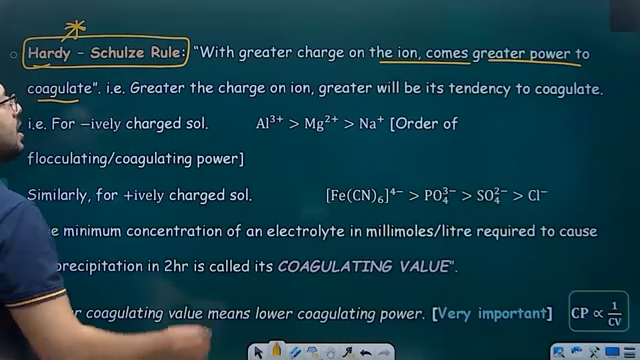 Hardy – Schulze Rule: “With greater charge on the ion, comes greater power to
coagulate”. i.e. Greater the charge on ion, greater will be its tendency to coagulate.
i.e. For −ively charged sol. Al³⁺ > Mg²⁺ > Na⁺ [Order of
flocculating/coagulating power]
Similarly, for +ively charged sol. [Fe(CN)₆]⁴⁻ > PO₄³⁻ > SO₄²⁻ > Cl⁻
minimum concentration of an electrolyte in millimoles/litre required to cause
precipitation in 2hr is called its COAGULATING VALUE”.
coagulating value means lower coagulating power. [Very important]
CP ∝ 1/CV